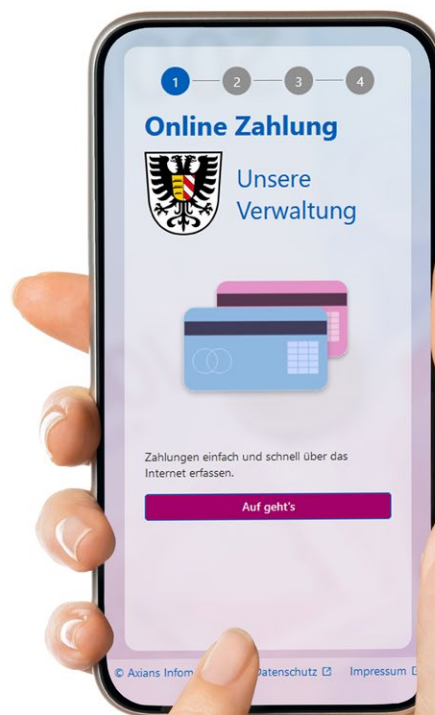 1 2 3 4
Online Zahlung
Unsere
Verwaltung
Zahlungen einfach und schnell über das
Internet erfassen.
Auf geht's
© Axians Datenschutz Impressum